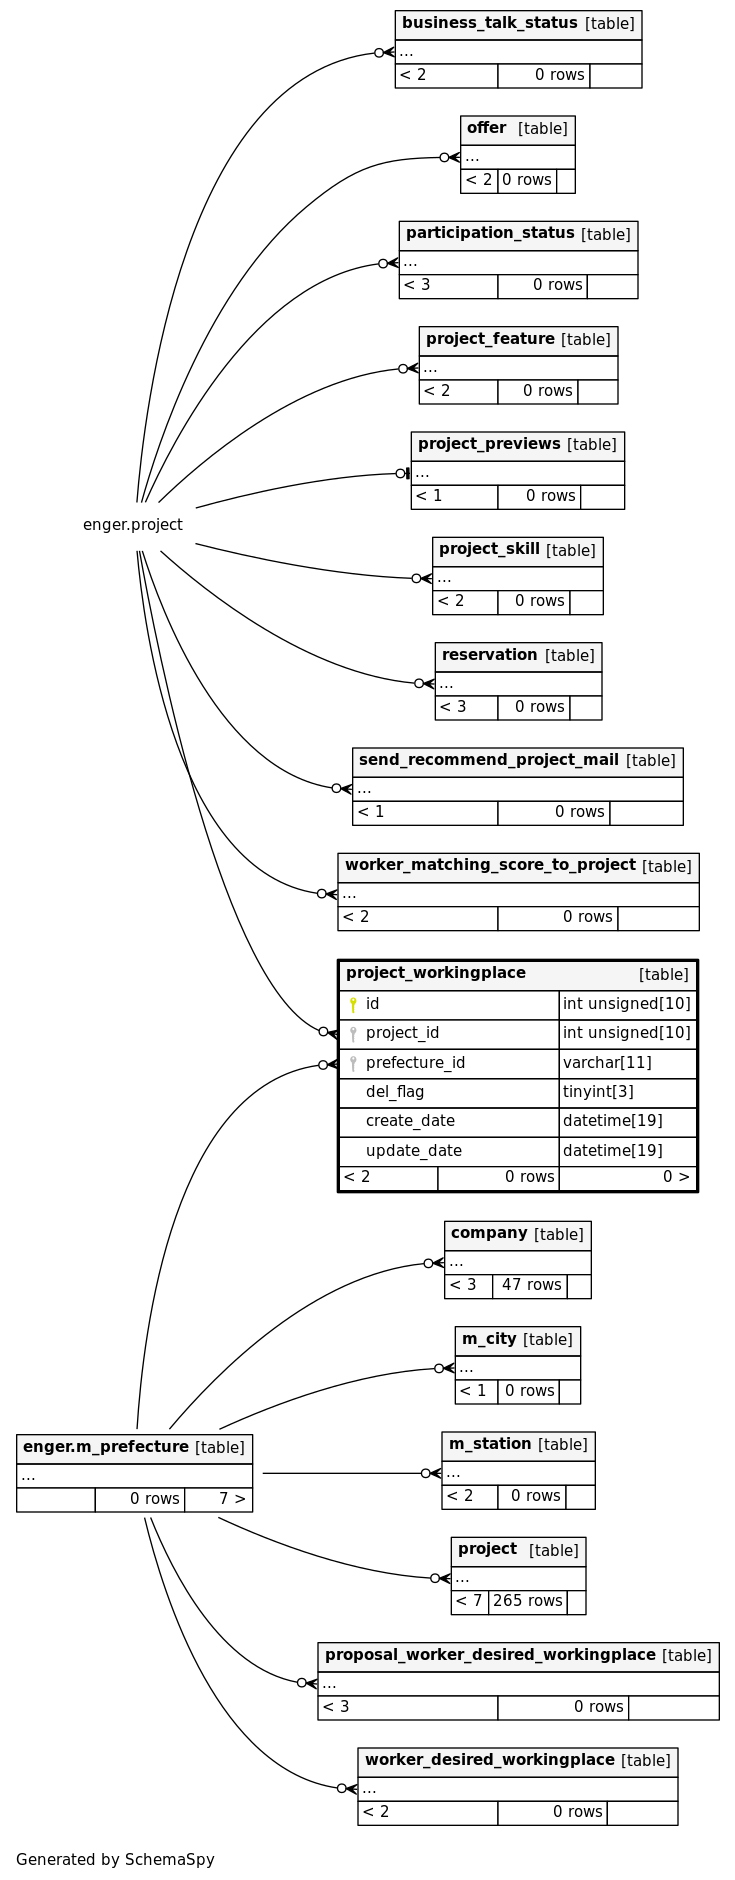 business_talk_status [table]
...
< 2 0 rows
offer [table]
...
< 2 0 rows
participation_status [table]
...
< 3 0 rows
project_feature [table]
...
< 2 0 rows
project_previews [table]
...
< 1 0 rows
enger.project
project_skill [table]
...
< 2 0 rows
reservation [table]
...
< 3 0 rows
send_recommend_project_mail [table]
...
< 1 0 rows
worker_matching_score_to_project [table]
...
< 2 0 rows
project_workingplace [table]
id int unsigned[10]
project_id int unsigned[10]
prefecture_id varchar[11]
del_flag tinyint[3]
create_date datetime[19]
update_date datetime[19]
< 2 0 rows 0 >
company [table]
...
< 3 47 rows
m_city [table]
...
< 1 0 rows
enger.m_prefecture [table]
...
0 rows 7 >
m_station [table]
...
< 2 0 rows
project [table]
...
< 7 265 rows
proposal_worker_desired_workingplace [table]
...
< 3 0 rows
worker_desired_workingplace [table]
...
< 2 0 rows
Generated by SchemaSpy